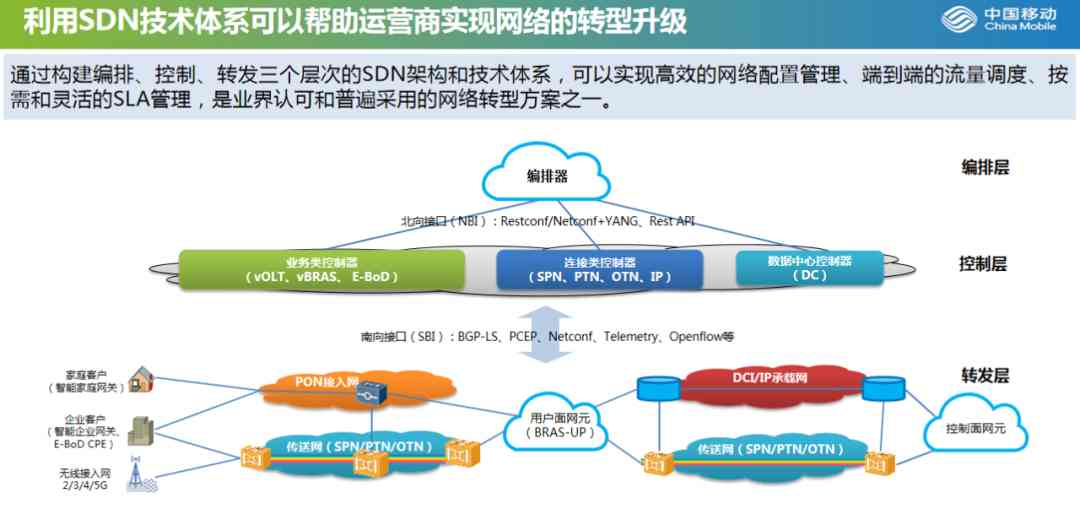 利用SDN技术体系可以帮助运营商实现网络的转型升级
中国移动
China Mobile
通过构建编排、控制、转发三个层次的SDN架构和技术体系，可以实现高效的网络配置管理、端到端的流量调度、按
需和灵活的SLA管理，是业界认可和普遍采用的网络转型方案之一。
编排器
编排层
北向接口（NBI）：Restconf/Netconf+YANG、Rest API
业务类控制器
（vOLT、vBRAS、 E-BoD）
连接类控制器
（SPN、PTN、OTN、IP）
数据中心控制器
（DC）
控制层
南向接口（SBI）：BGP-LS、PCEP、Netconf、Telemetry、Openflow等
家庭客户
（智能家庭网关）
PON接入网
DCI/IP承载网
转发层
企业客户
（智能企业网关、
E-BoD CPE）
用户面网元
（BRAS-UP）
控制面网元
传送网（SPN/PTN/OTN）
传送网（SPN/PTN/OTN）
无线接入网
2/3/4/5G